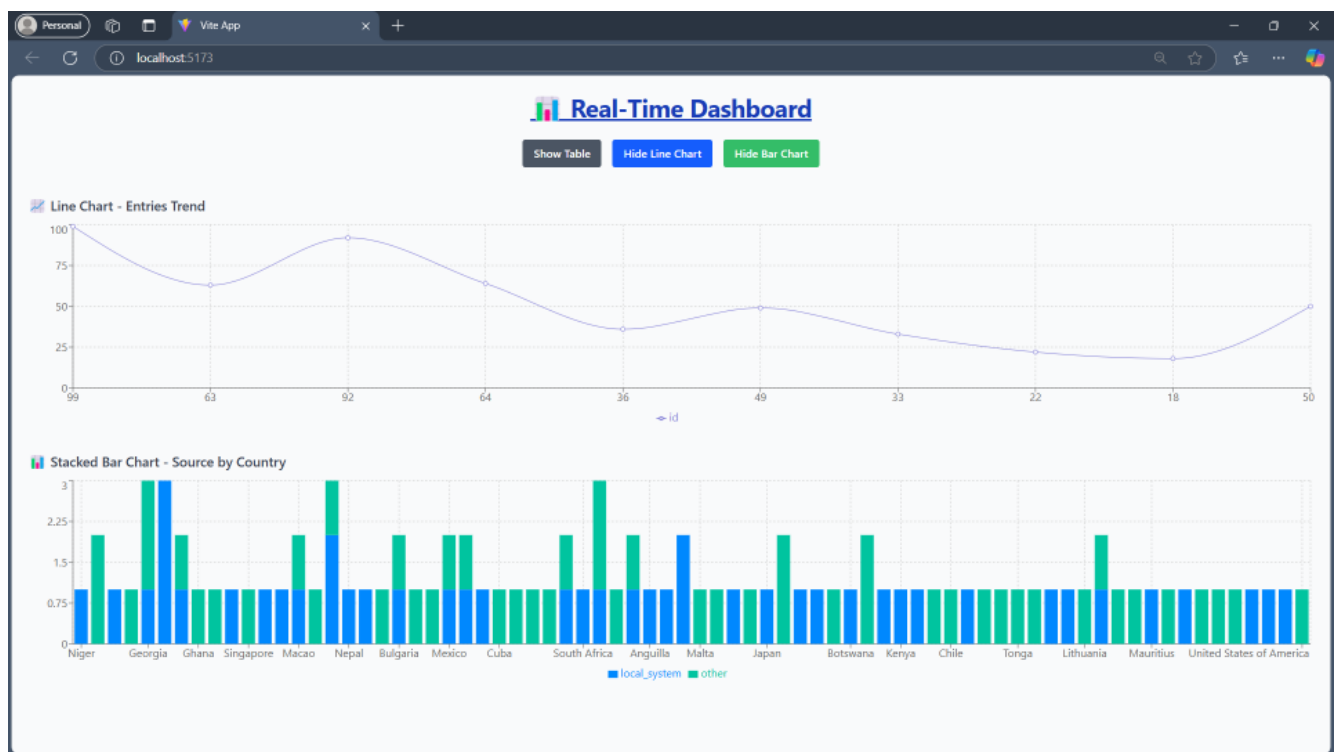 Personal
Vite App
localhost:5173
Real-Time Dashboard
Show Table Hide Line Chart Hide Bar Chart
Line Chart - Entries Trend
100
75
50
25
0
99 63 92 64 36 49 33 22 18 50
id
Stacked Bar Chart - Source by Country
3
2.25
1.5
0.75
0
Niger Georgia Ghana Singapore Macao Nepal Bulgaria Mexico Cuba South Africa Anguilla Malta Japan Botswana Kenya Chile Tonga Lithuania Mauritius United States of America
local_system other